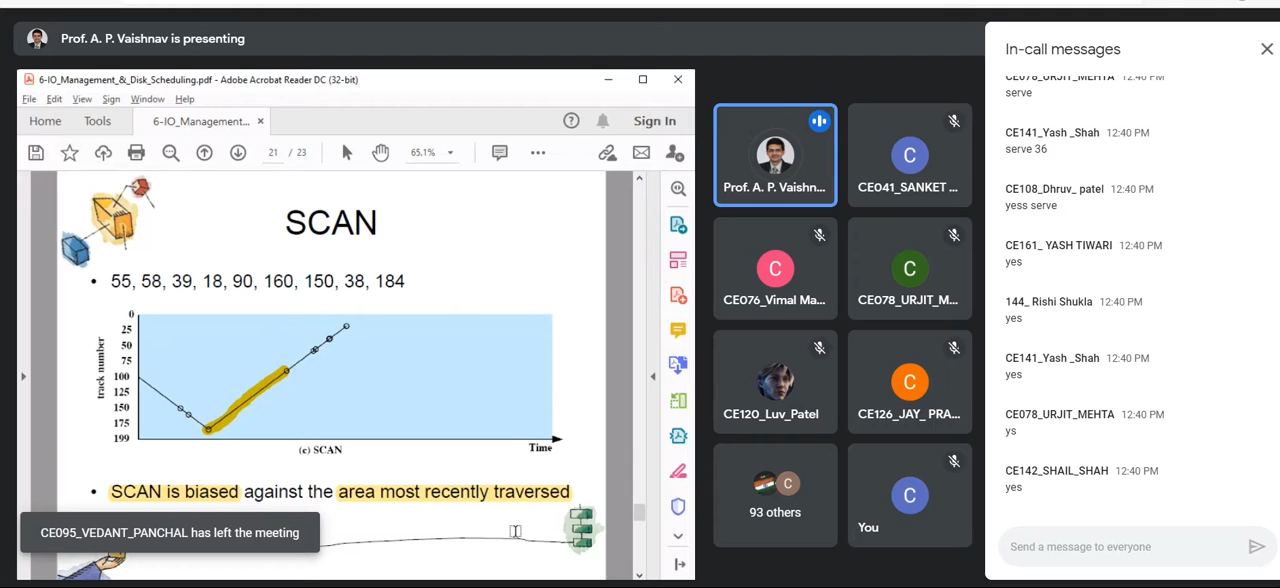 Prof. A. P. Vaishnav is presenting
6-IO_Management_&_Disk_Scheduling.pdf - Adobe Acrobat Reader DC (32-bit)
File Edit View Sign Window Help
Home Tools 6-IO_Management... × Sign In
21 / 23 65.1%
SCAN
• 55, 58, 39, 18, 90, 160, 150, 38, 184
track number
0
25
50
75
100
125
150
175
199
Time
(c) SCAN
• SCAN is biased against the area most recently traversed
CE095_VEDANT_PANCHAL has left the meeting
Prof. A. P. Vaishn...
C
CE041_SANKET ...
C
CE076_Vimal Ma...
C
CE078_URJIT_M...
CE120_Luv_Patel
C
CE126_JAY_PRA...
C
93 others
C
You
In-call messages
CE078_URJIT_MEHTA 12:40 PM
serve
CE141_Yash _Shah 12:40 PM
serve 36
CE108_Dhruv_ patel 12:40 PM
yess serve
CE161_ YASH TIWARI 12:40 PM
yes
144_ Rishi Shukla 12:40 PM
yes
CE141_Yash _Shah 12:40 PM
yes
CE078_URJIT_MEHTA 12:40 PM
ys
CE142_SHAIL_SHAH 12:40 PM
yes
Send a message to everyone